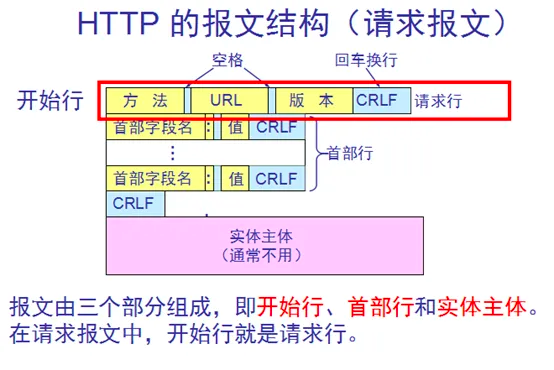 HTTP 的报文结构（请求报文）
空格 回车换行
开始行 方 法 URL 版 本 CRLF 请求行
首部字段名 : 值 CRLF
⋮ 首部行
首部字段名 : 值 CRLF
CRLF
实体主体
（通常不用）
报文由三个部分组成，即开始行、首部行和实体主体。
在请求报文中，开始行就是请求行。